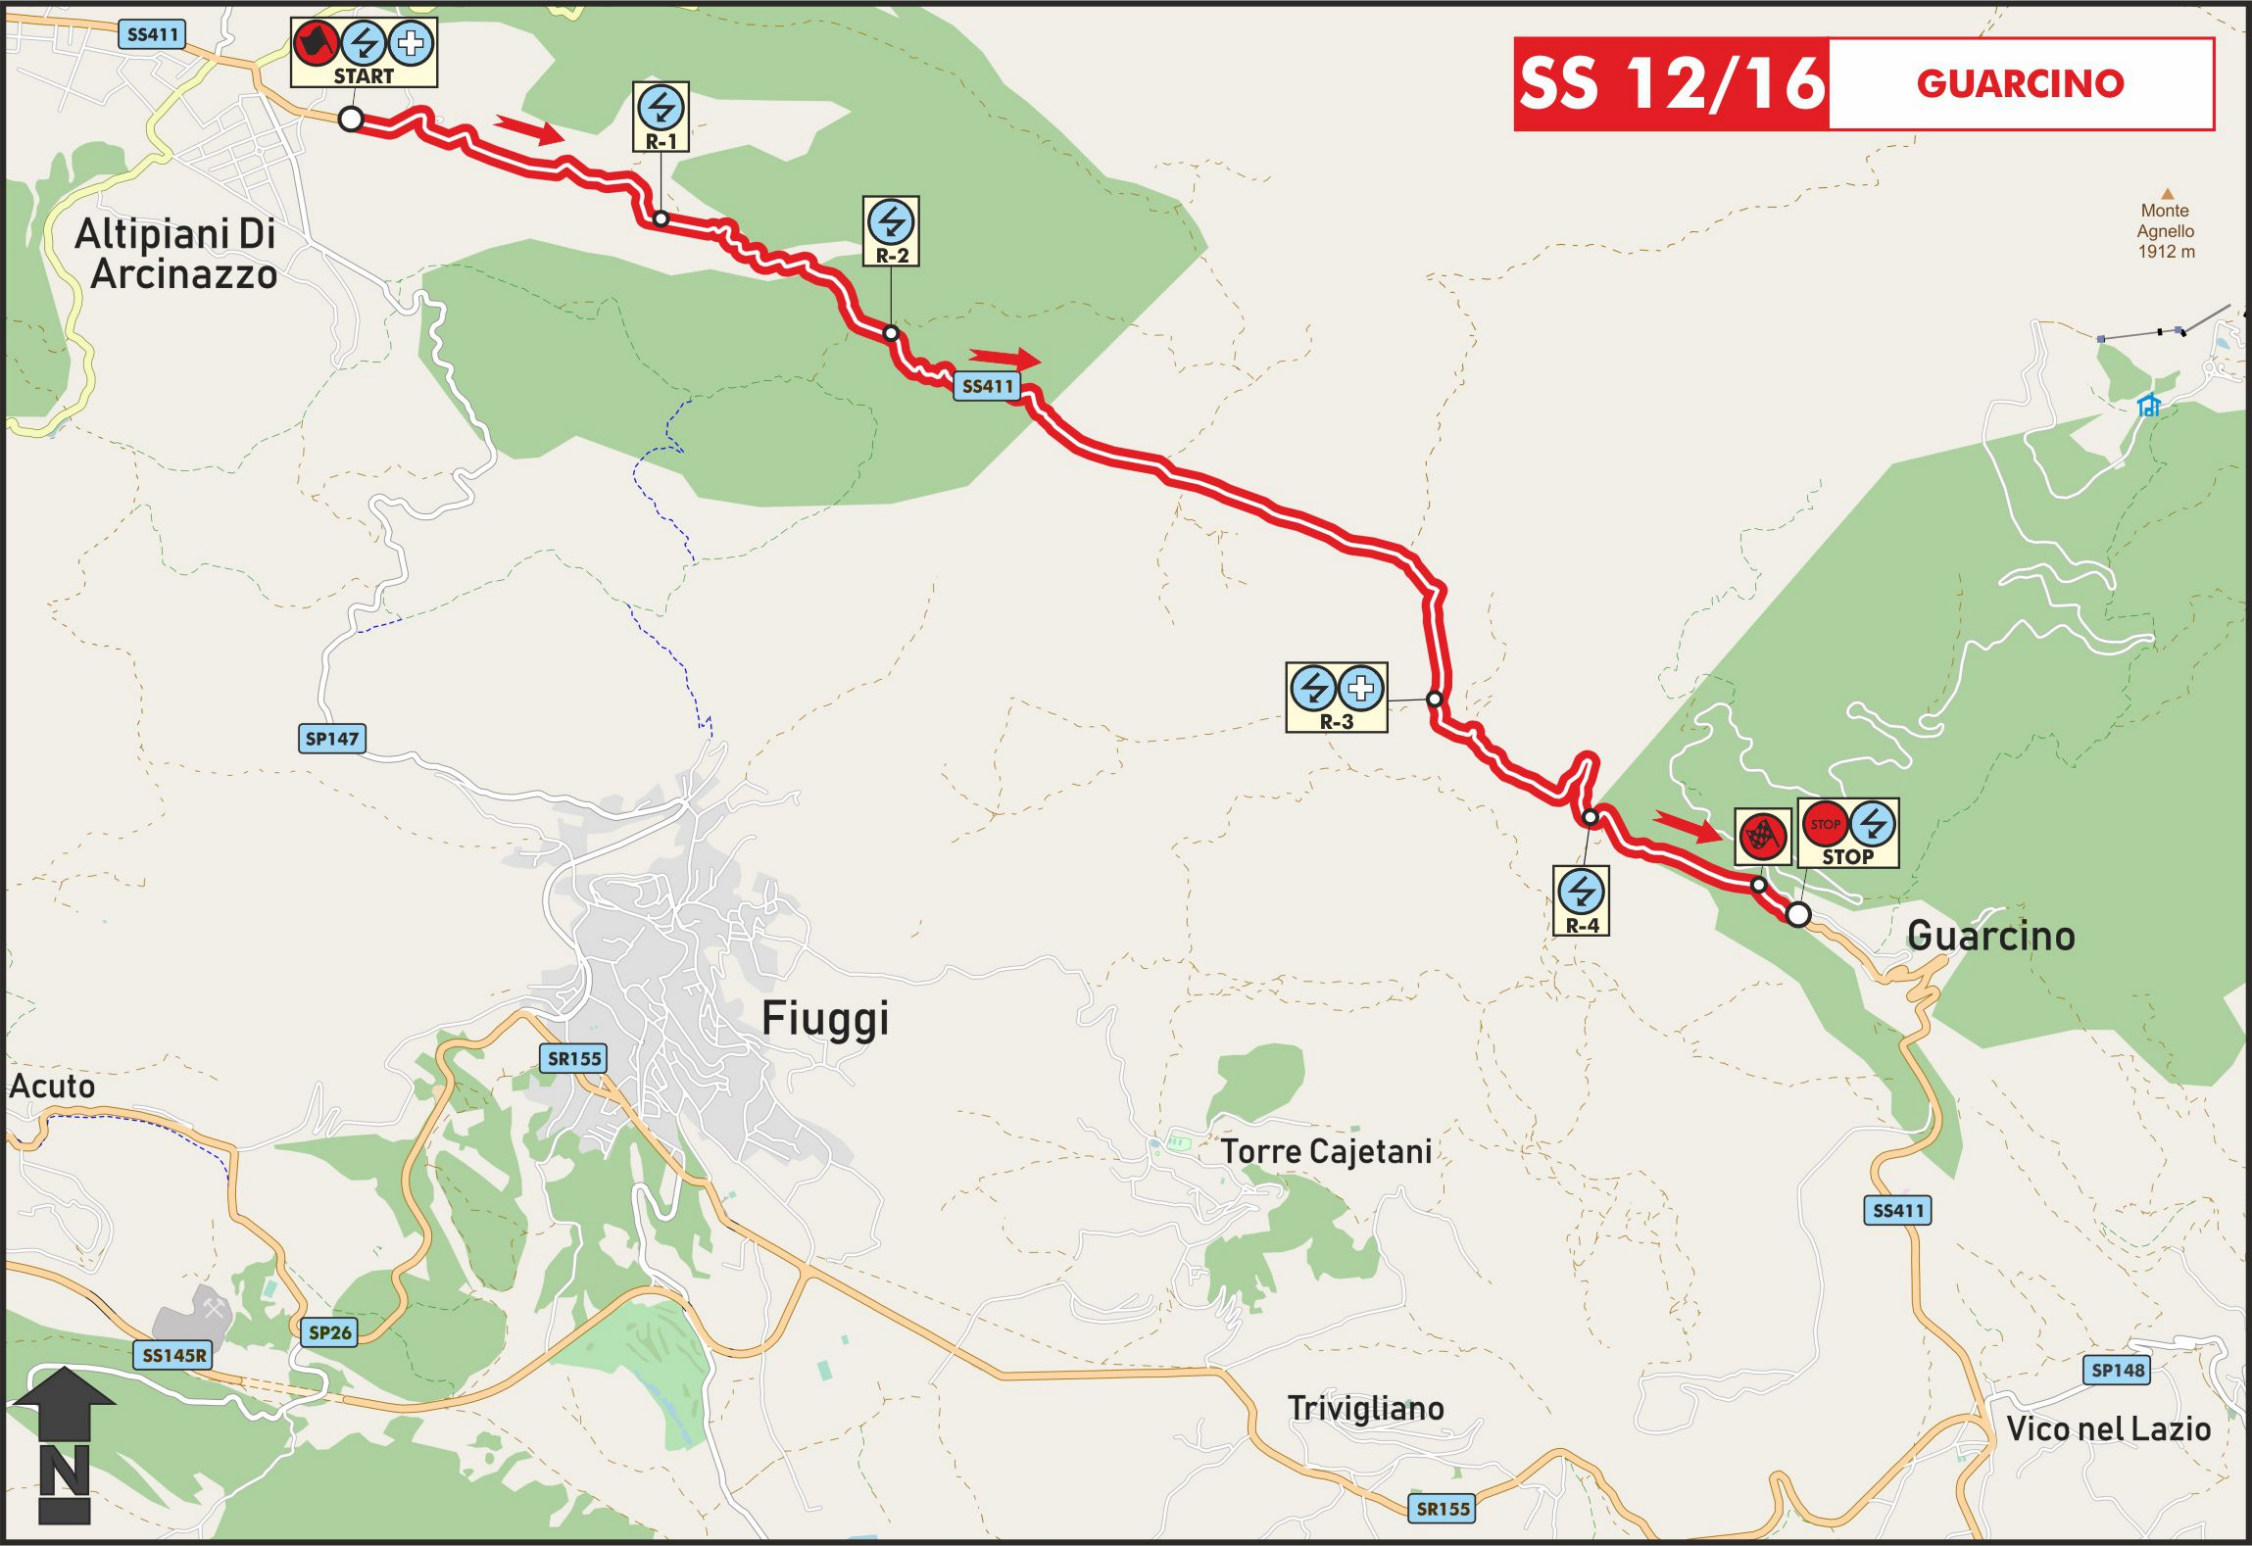 SS411
START
SS 12/16
GUARCINO
R-1
Monte
Agnello
1912 m
R-2
Altipiani Di
Arcinazzo
SS411
R-3
SP147
STOP
STOP
R-4
Guarcino
Fiuggi
SR155
Acuto
Torre Cajetani
SS411
SP26
SS145R
SP148
Trivigliano
Vico nel Lazio
N
SR155